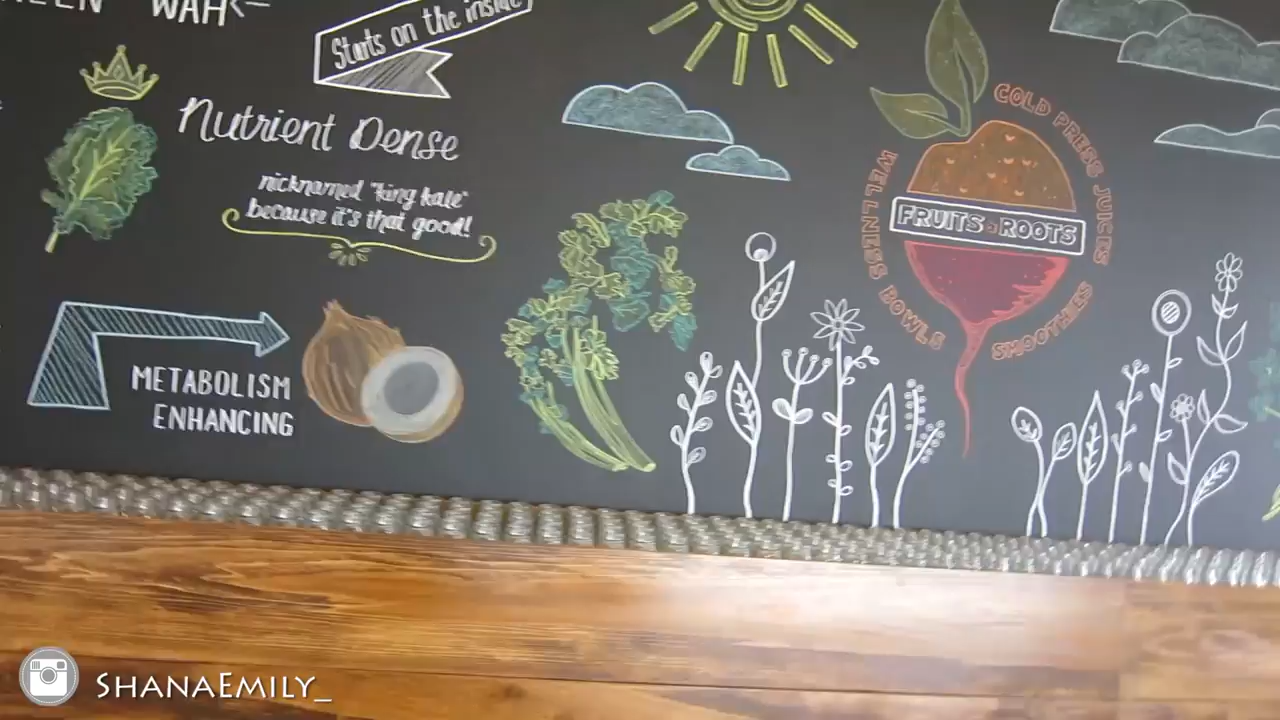 WAH
Starts on the inside
Nutrient Dense
nicknamed "king kale"
because it's that good!
METABOLISM
ENHANCING
COLD PRESS JUICES
FRUITS & ROOTS
WELLNESS BOWLS
SMOOTHIES
SHANAEMILY_